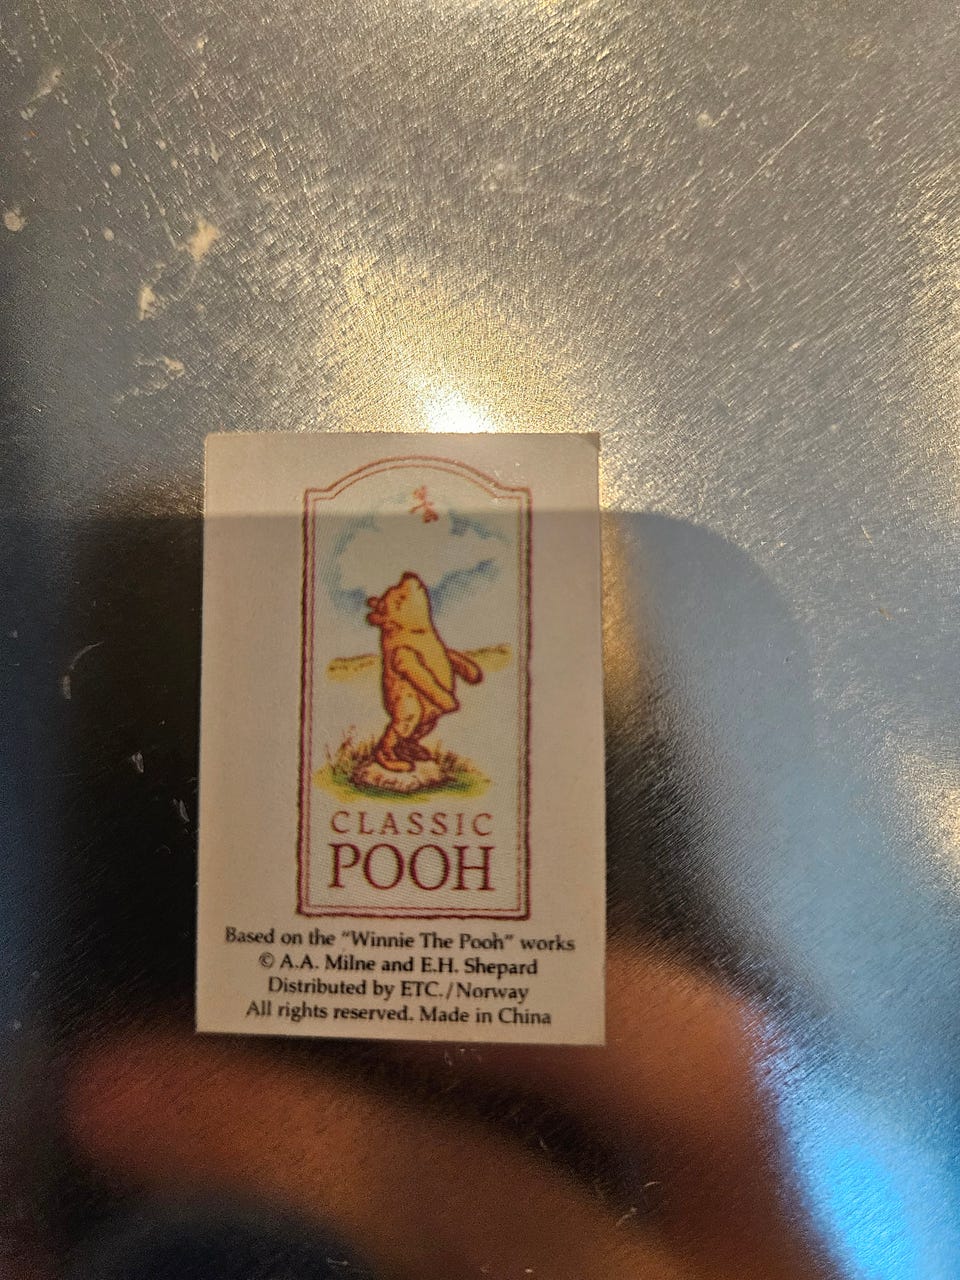 CLASSIC
POOH
Based on the "Winnie The Pooh" works
© A.A. Milne and E.H. Shepard
Distributed by ETC./Norway
All rights reserved. Made in China